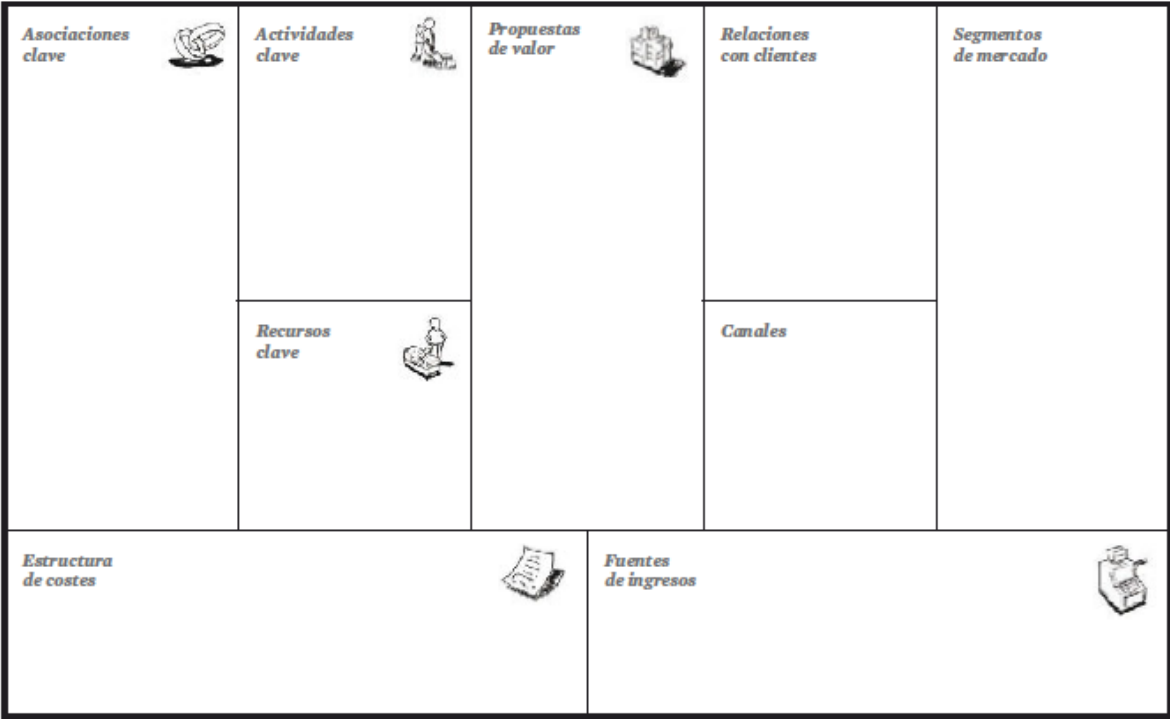 Asociaciones
clave
Actividades
clave
Propuestas
de valor
Relaciones
con clientes
Segmentos
de mercado
Recursos
clave
Canales
Estructura
de costes
Fuentes
de ingresos